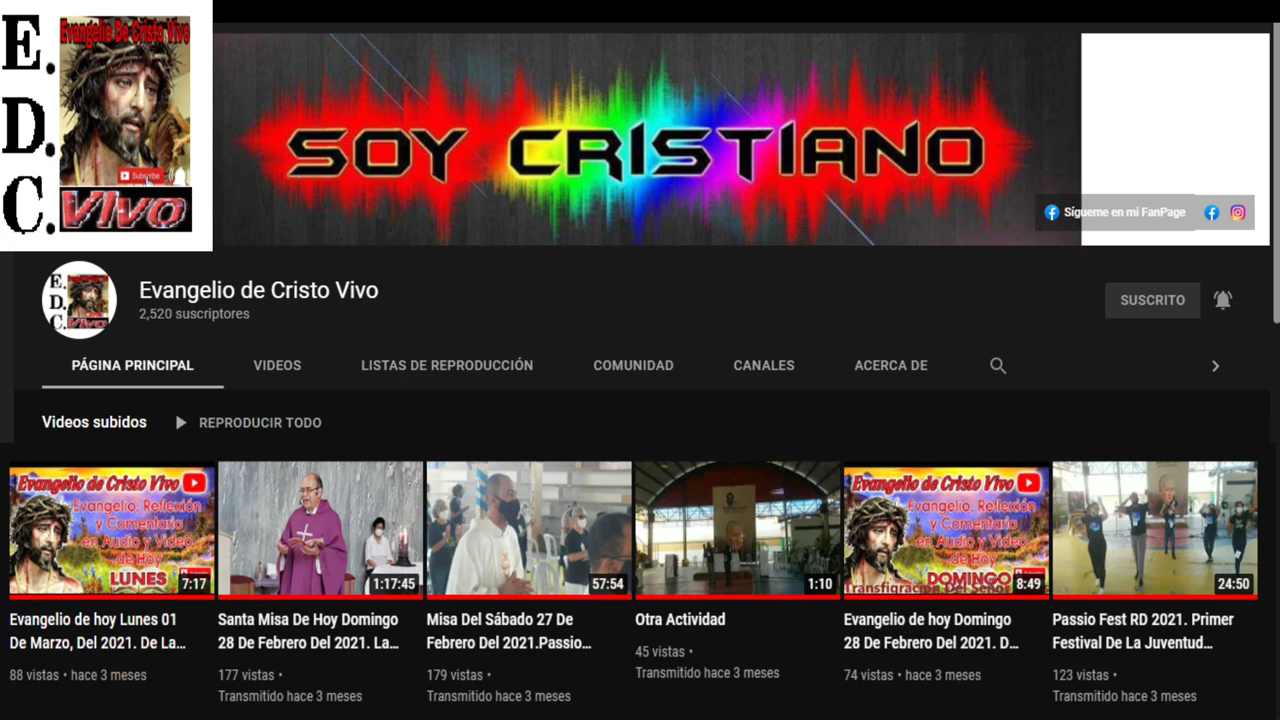 E.
D.
C.
Evangelio De Cristo Vivo
Subscribe
Vivo
SOY CRISTIANO
Sígueme en mi FanPage
Evangelio de Cristo Vivo
2,520 suscriptores
SUSCRITO
PÁGINA PRINCIPAL
VIDEOS
LISTAS DE REPRODUCCIÓN
COMUNIDAD
CANALES
ACERCA DE
Videos subidos
REPRODUCIR TODO
Evangelio de Cristo Vivo
Evangelio, Reflexión
y Comentario
en Audio y Video
de Hoy
LUNES
7:17
Evangelio de hoy Lunes 01
De Marzo, Del 2021. De La...
88 vistas • hace 3 meses
1:17:45
Santa Misa De Hoy Domingo
28 De Febrero Del 2021. La...
177 vistas •
Transmitido hace 3 meses
57:54
Misa Del Sábado 27 De
Febrero Del 2021.Passio...
179 vistas •
Transmitido hace 3 meses
1:10
Otra Actividad
45 vistas •
Transmitido hace 3 meses
Evangelio de Cristo Vivo
Evangelio, Reflexión
y Comentario
en Audio y Video
de Hoy
DOMINGO
Transfigración Del Señor
8:49
Evangelio de hoy Domingo
28 De Febrero Del 2021. D...
74 vistas • hace 3 meses
24:50
Passio Fest RD 2021. Primer
Festival De La Juventud...
123 vistas •
Transmitido hace 3 meses